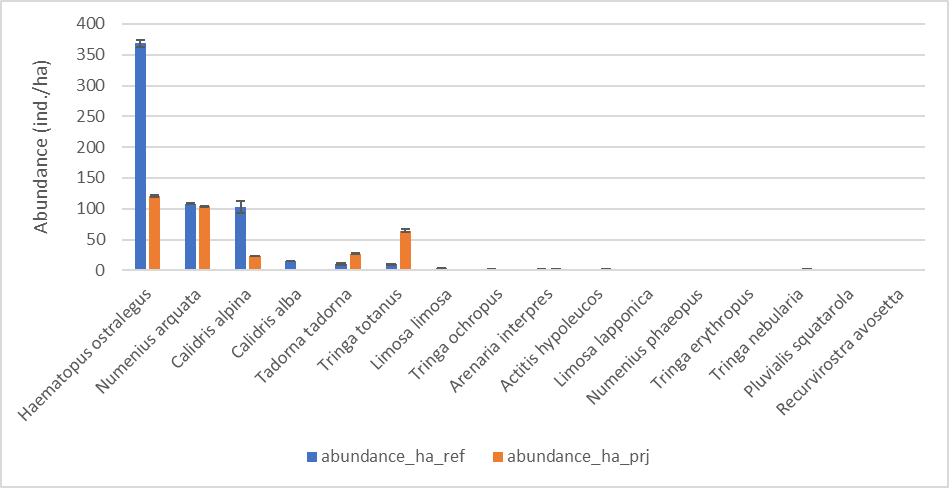 400
350
300
250
200
150
100
50
0
Abundance (ind./ha)
Haematopus ostralegus
Numenius arquata
Calidris alpina
Calidris alba
Tadorna tadorna
Tringa totanus
Limosa limosa
Tringa ochropus
Arenaria interpres
Actitis hypoleucos
Limosa lapponica
Numenius phaeopus
Tringa erythropus
Tringa nebularia
Pluvialis squatarola
Recurvirostra avosetta
abundance_ha_ref abundance_ha_prj